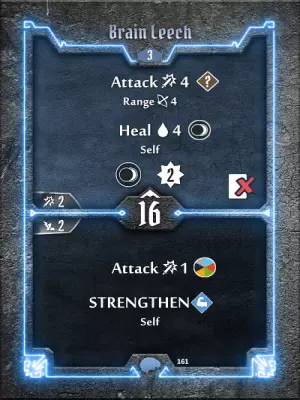 Brain Leech
3
Attack 4 ?
Range 4
Heal 4
Self
2
2
16
2
Attack 1
STRENGTHEN
Self
161